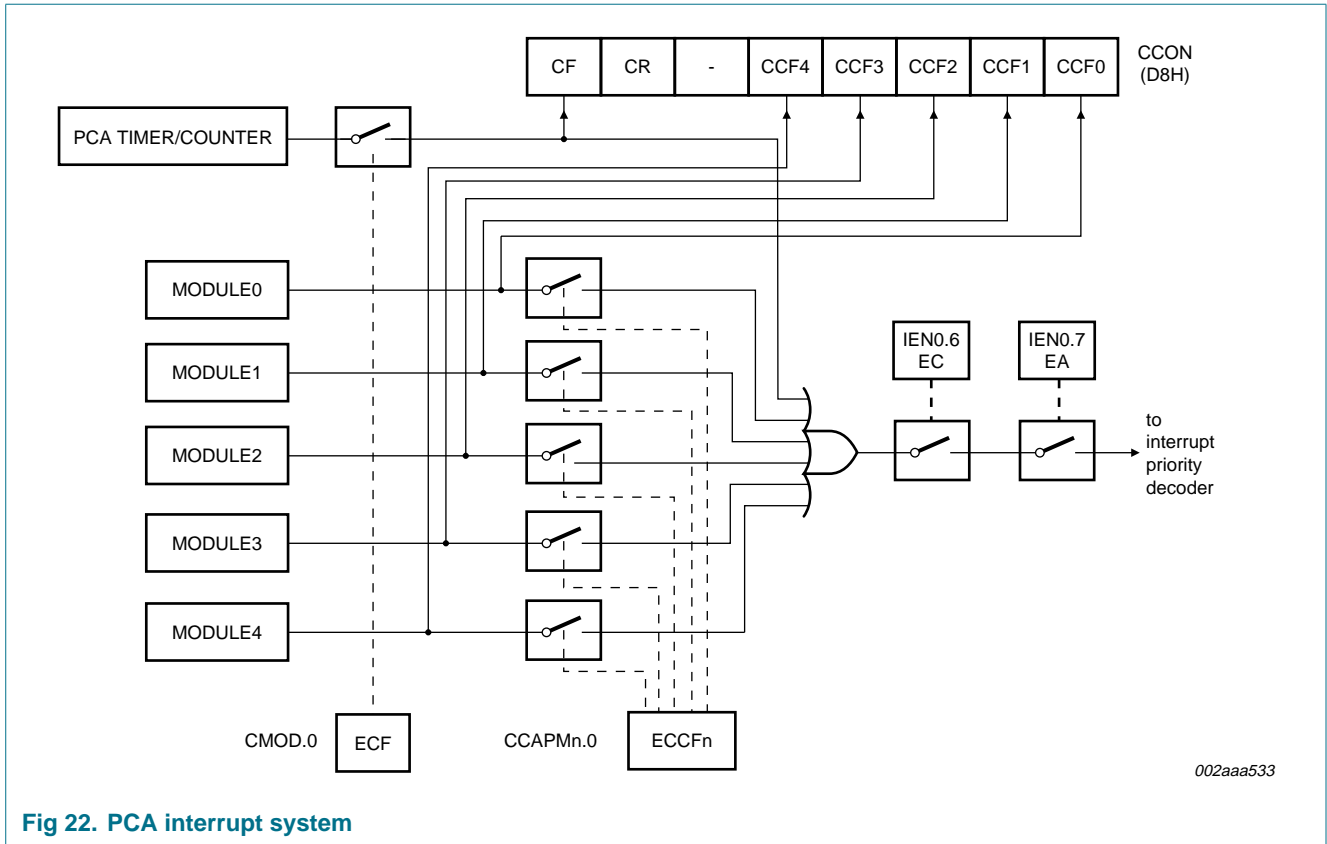 CF CR - CCF4 CCF3 CCF2 CCF1 CCF0
CCON
(D8H)
PCA TIMER/COUNTER
MODULE0
MODULE1
MODULE2
MODULE3
MODULE4
IEN0.6
EC
IEN0.7
EA
to
interrupt
priority
decoder
CMOD.0
ECF
CCAPMn.0
ECCFn
002aaa533
Fig 22. PCA interrupt system